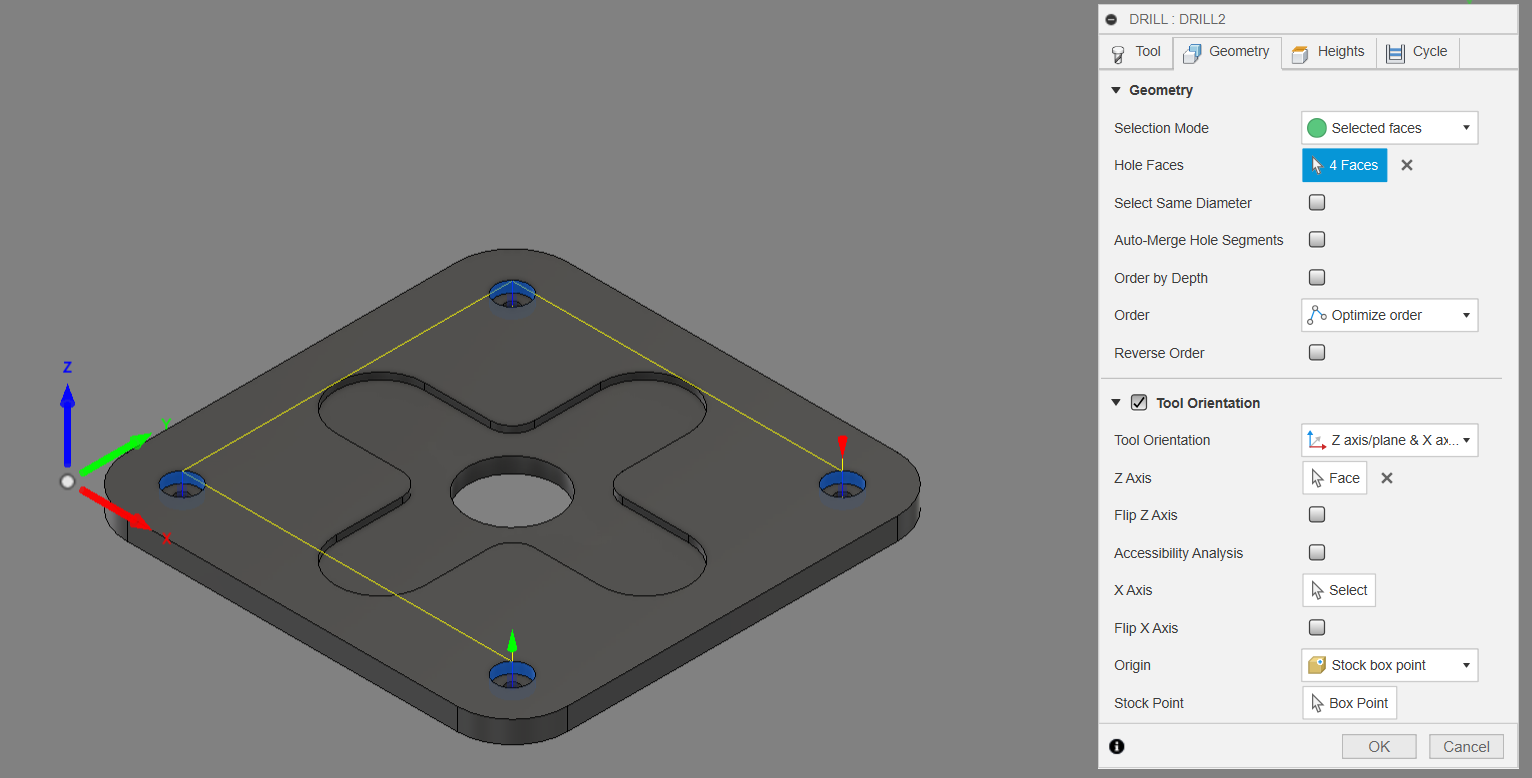 DRILL : DRILL2
Tool Geometry Heights Cycle
Geometry
Selection Mode Selected faces
Hole Faces 4 Faces
Select Same Diameter
Auto-Merge Hole Segments
Order by Depth
Order Optimize order
Reverse Order
Tool Orientation
Tool Orientation Z axis/plane & X ax...
Z Axis Face
Flip Z Axis
Accessibility Analysis
X Axis Select
Flip X Axis
Origin Stock box point
Stock Point Box Point
OK Cancel
Z
Y
X